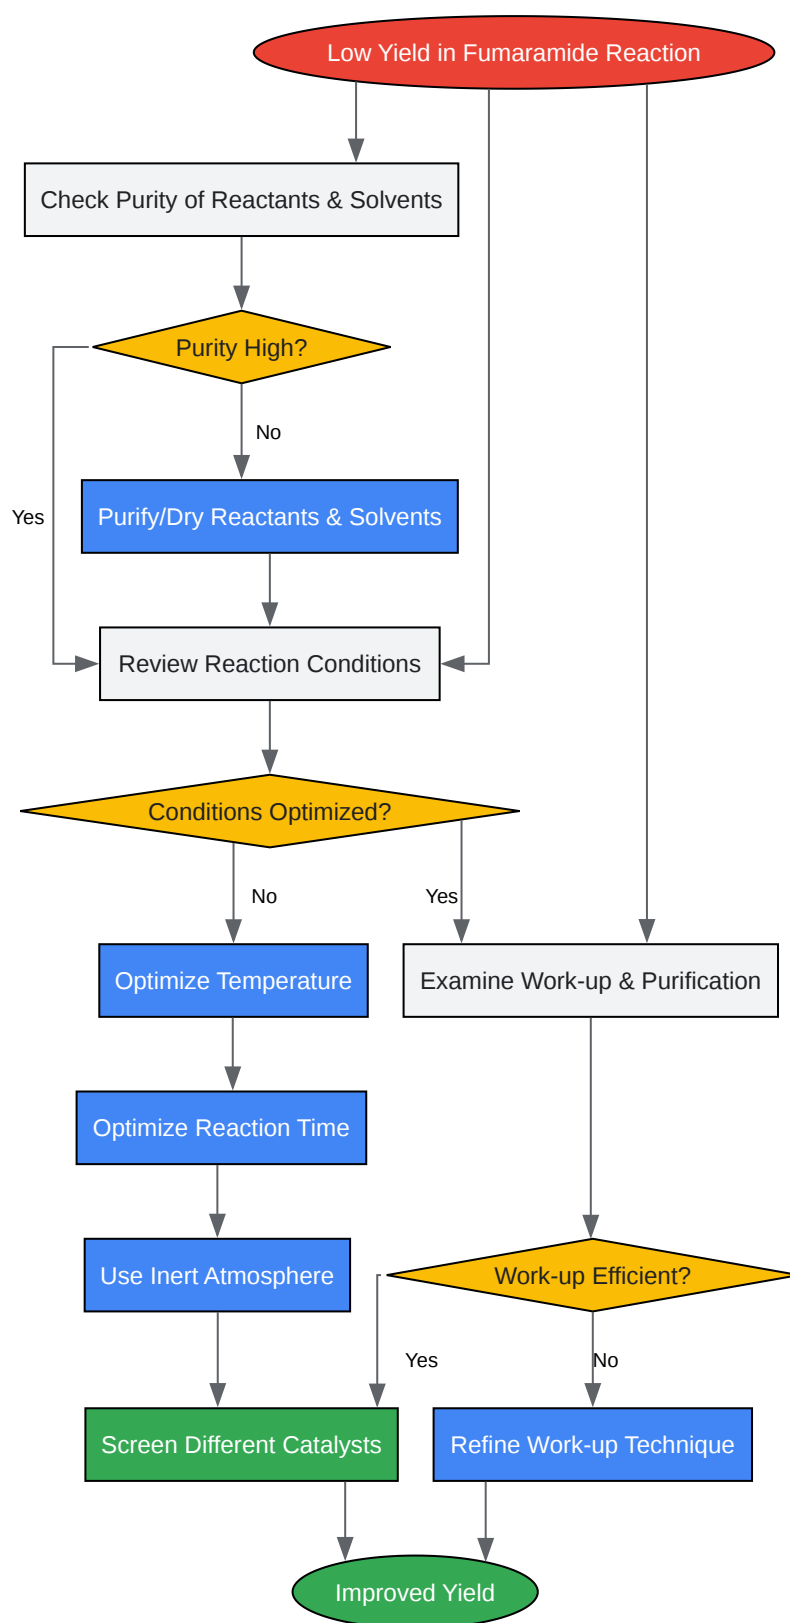 Low Yield in Fumaramide Reaction
Check Purity of Reactants & Solvents
Purity High?
No
Yes
Purify/Dry Reactants & Solvents
Review Reaction Conditions
Conditions Optimized?
No
Yes
Optimize Temperature
Examine Work-up & Purification
Optimize Reaction Time
Use Inert Atmosphere
Work-up Efficient?
Yes
No
Screen Different Catalysts
Refine Work-up Technique
Improved Yield